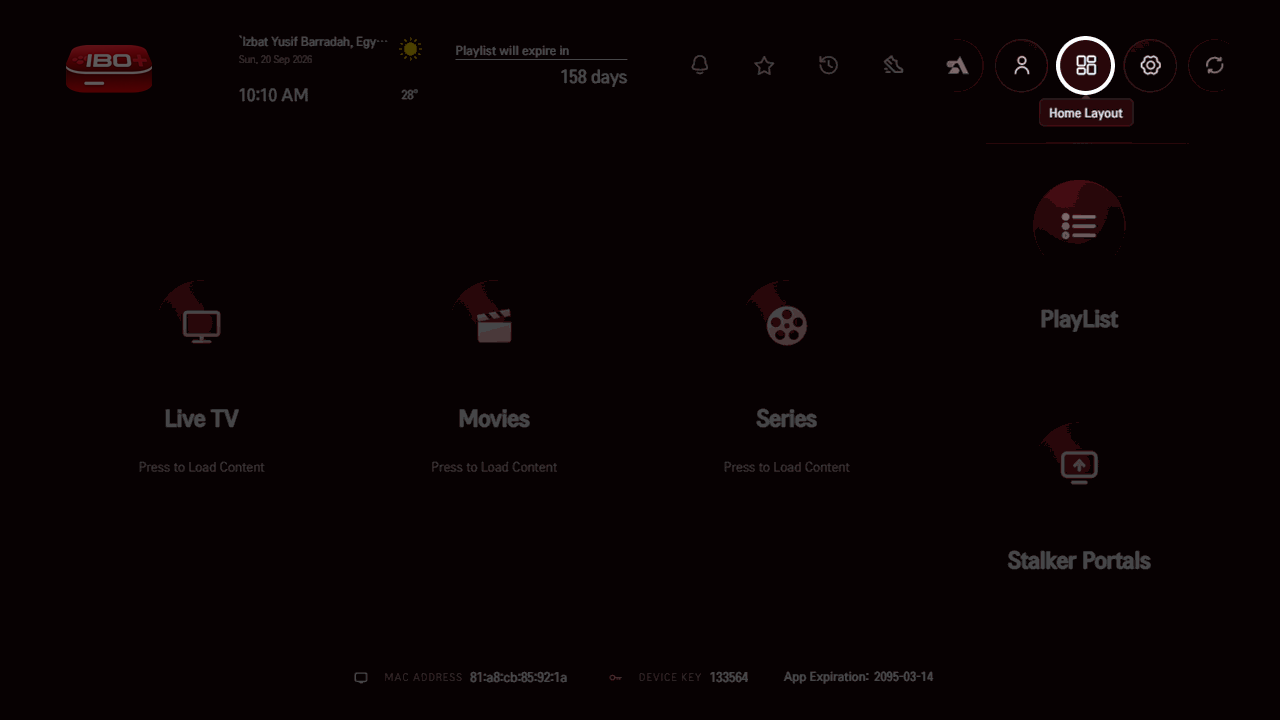 IBO
`Izbat Yusif Barradah, Egy···
Sun, 20 Sep 2026
10:10 AM
28°
Playlist will expire in
158 days
Home Layout
PlayList
Live TV
Press to Load Content
Movies
Press to Load Content
Series
Press to Load Content
Stalker Portals
MAC ADDRESS 81:a8:cb:85:92:1a
DEVICE KEY 133564
App Expiration: 2095-03-14